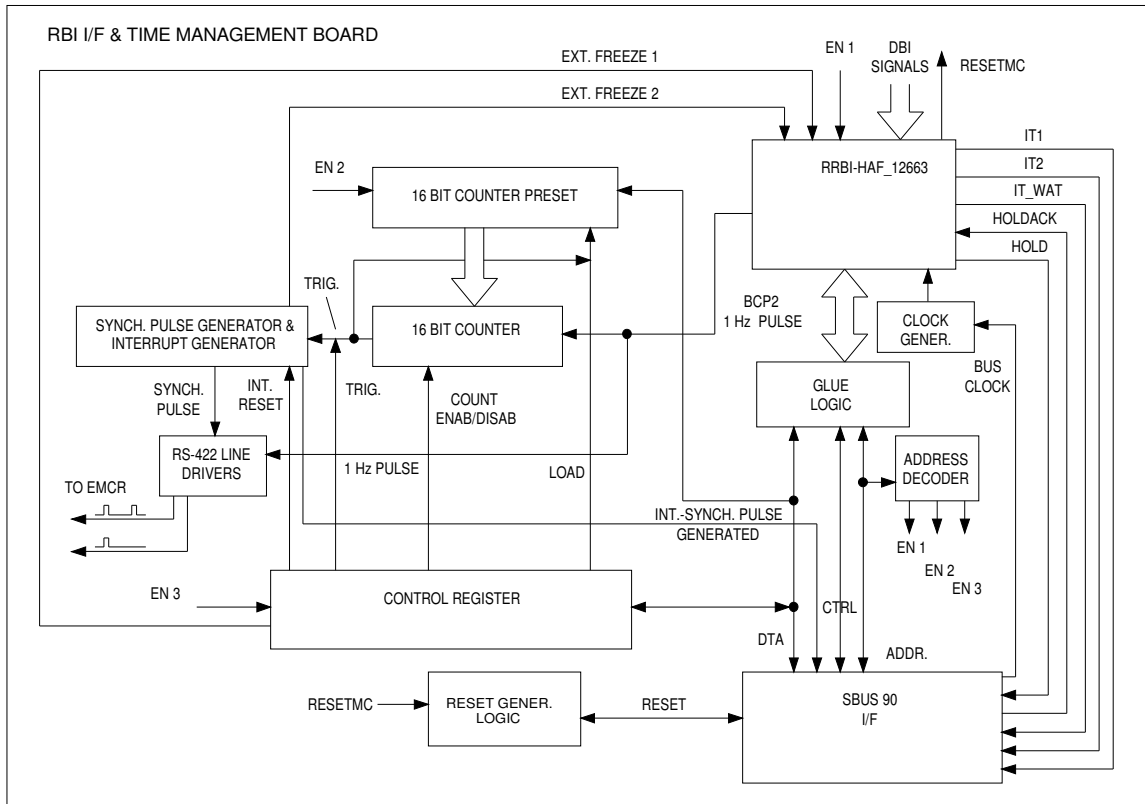 RBI I/F & TIME MANAGEMENT BOARD
EXT. FREEZE 1
EN 1
DBI
SIGNALS
RESETMC
EXT. FREEZE 2
IT1
EN 2
16 BIT COUNTER PRESET
RRBI-HAF_12663
IT2
IT_WAT
HOLDACK
HOLD
TRIG.
BCP2
1 Hz PULSE
SYNCH. PULSE GENERATOR &
INTERRUPT GENERATOR
16 BIT COUNTER
CLOCK
GENER.
BUS
CLOCK
SYNCH.
PULSE
INT.
RESET
TRIG.
COUNT
ENAB/DISAB
GLUE
LOGIC
RS-422 LINE
DRIVERS
1 Hz PULSE
LOAD
ADDRESS
DECODER
TO EMCR
INT.-SYNCH. PULSE
GENERATED
EN 1
EN 2
EN 3
EN 3
CONTROL REGISTER
CTRL
DTA
ADDR.
RESETMC
RESET GENER.
LOGIC
RESET
SBUS 90
I/F